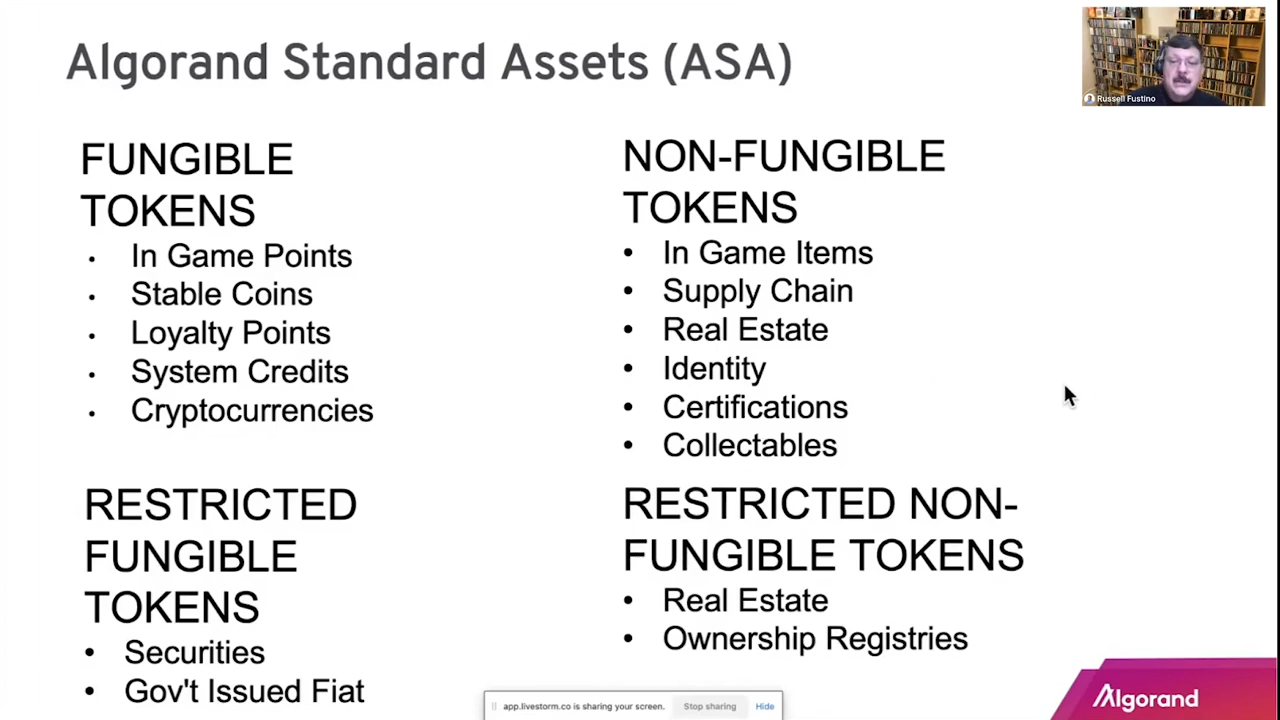 Algorand Standard Assets (ASA)
Russell Fustino
FUNGIBLE
TOKENS
• In Game Points
• Stable Coins
• Loyalty Points
• System Credits
• Cryptocurrencies
NON-FUNGIBLE
TOKENS
• In Game Items
• Supply Chain
• Real Estate
• Identity
• Certifications
• Collectables
RESTRICTED
FUNGIBLE
TOKENS
• Securities
• Gov't Issued Fiat
RESTRICTED NON-
FUNGIBLE TOKENS
• Real Estate
• Ownership Registries
app.livestorm.co is sharing your screen. Stop sharing Hide
Algorand